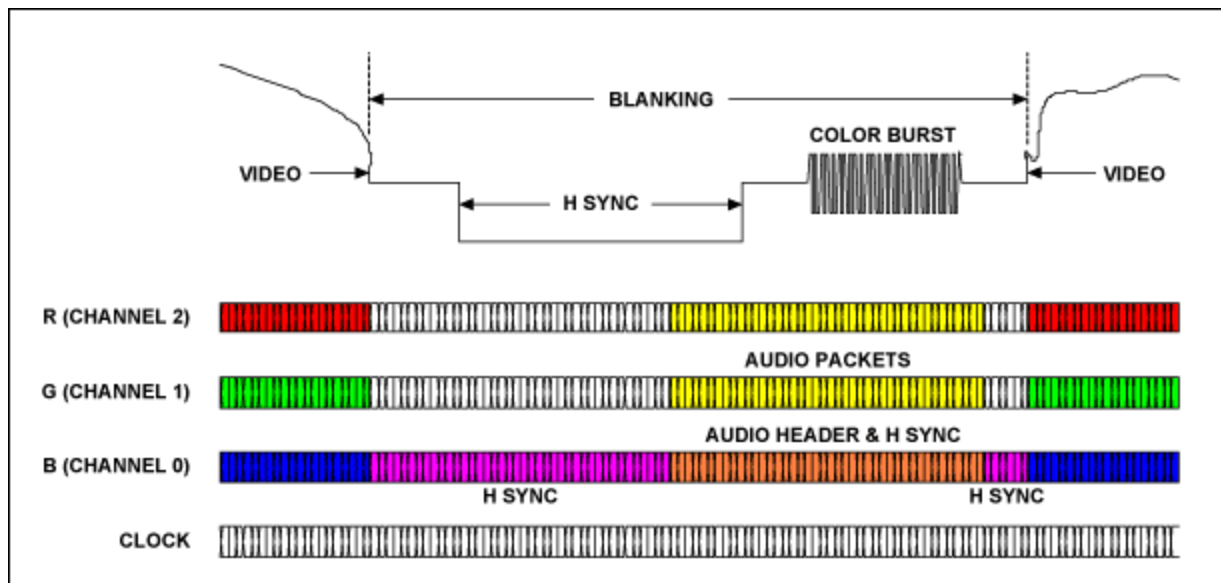 BLANKING
COLOR BURST
VIDEO
VIDEO
H SYNC
R (CHANNEL 2)
AUDIO PACKETS
G (CHANNEL 1)
AUDIO HEADER & H SYNC
B (CHANNEL 0)
H SYNC
H SYNC
CLOCK